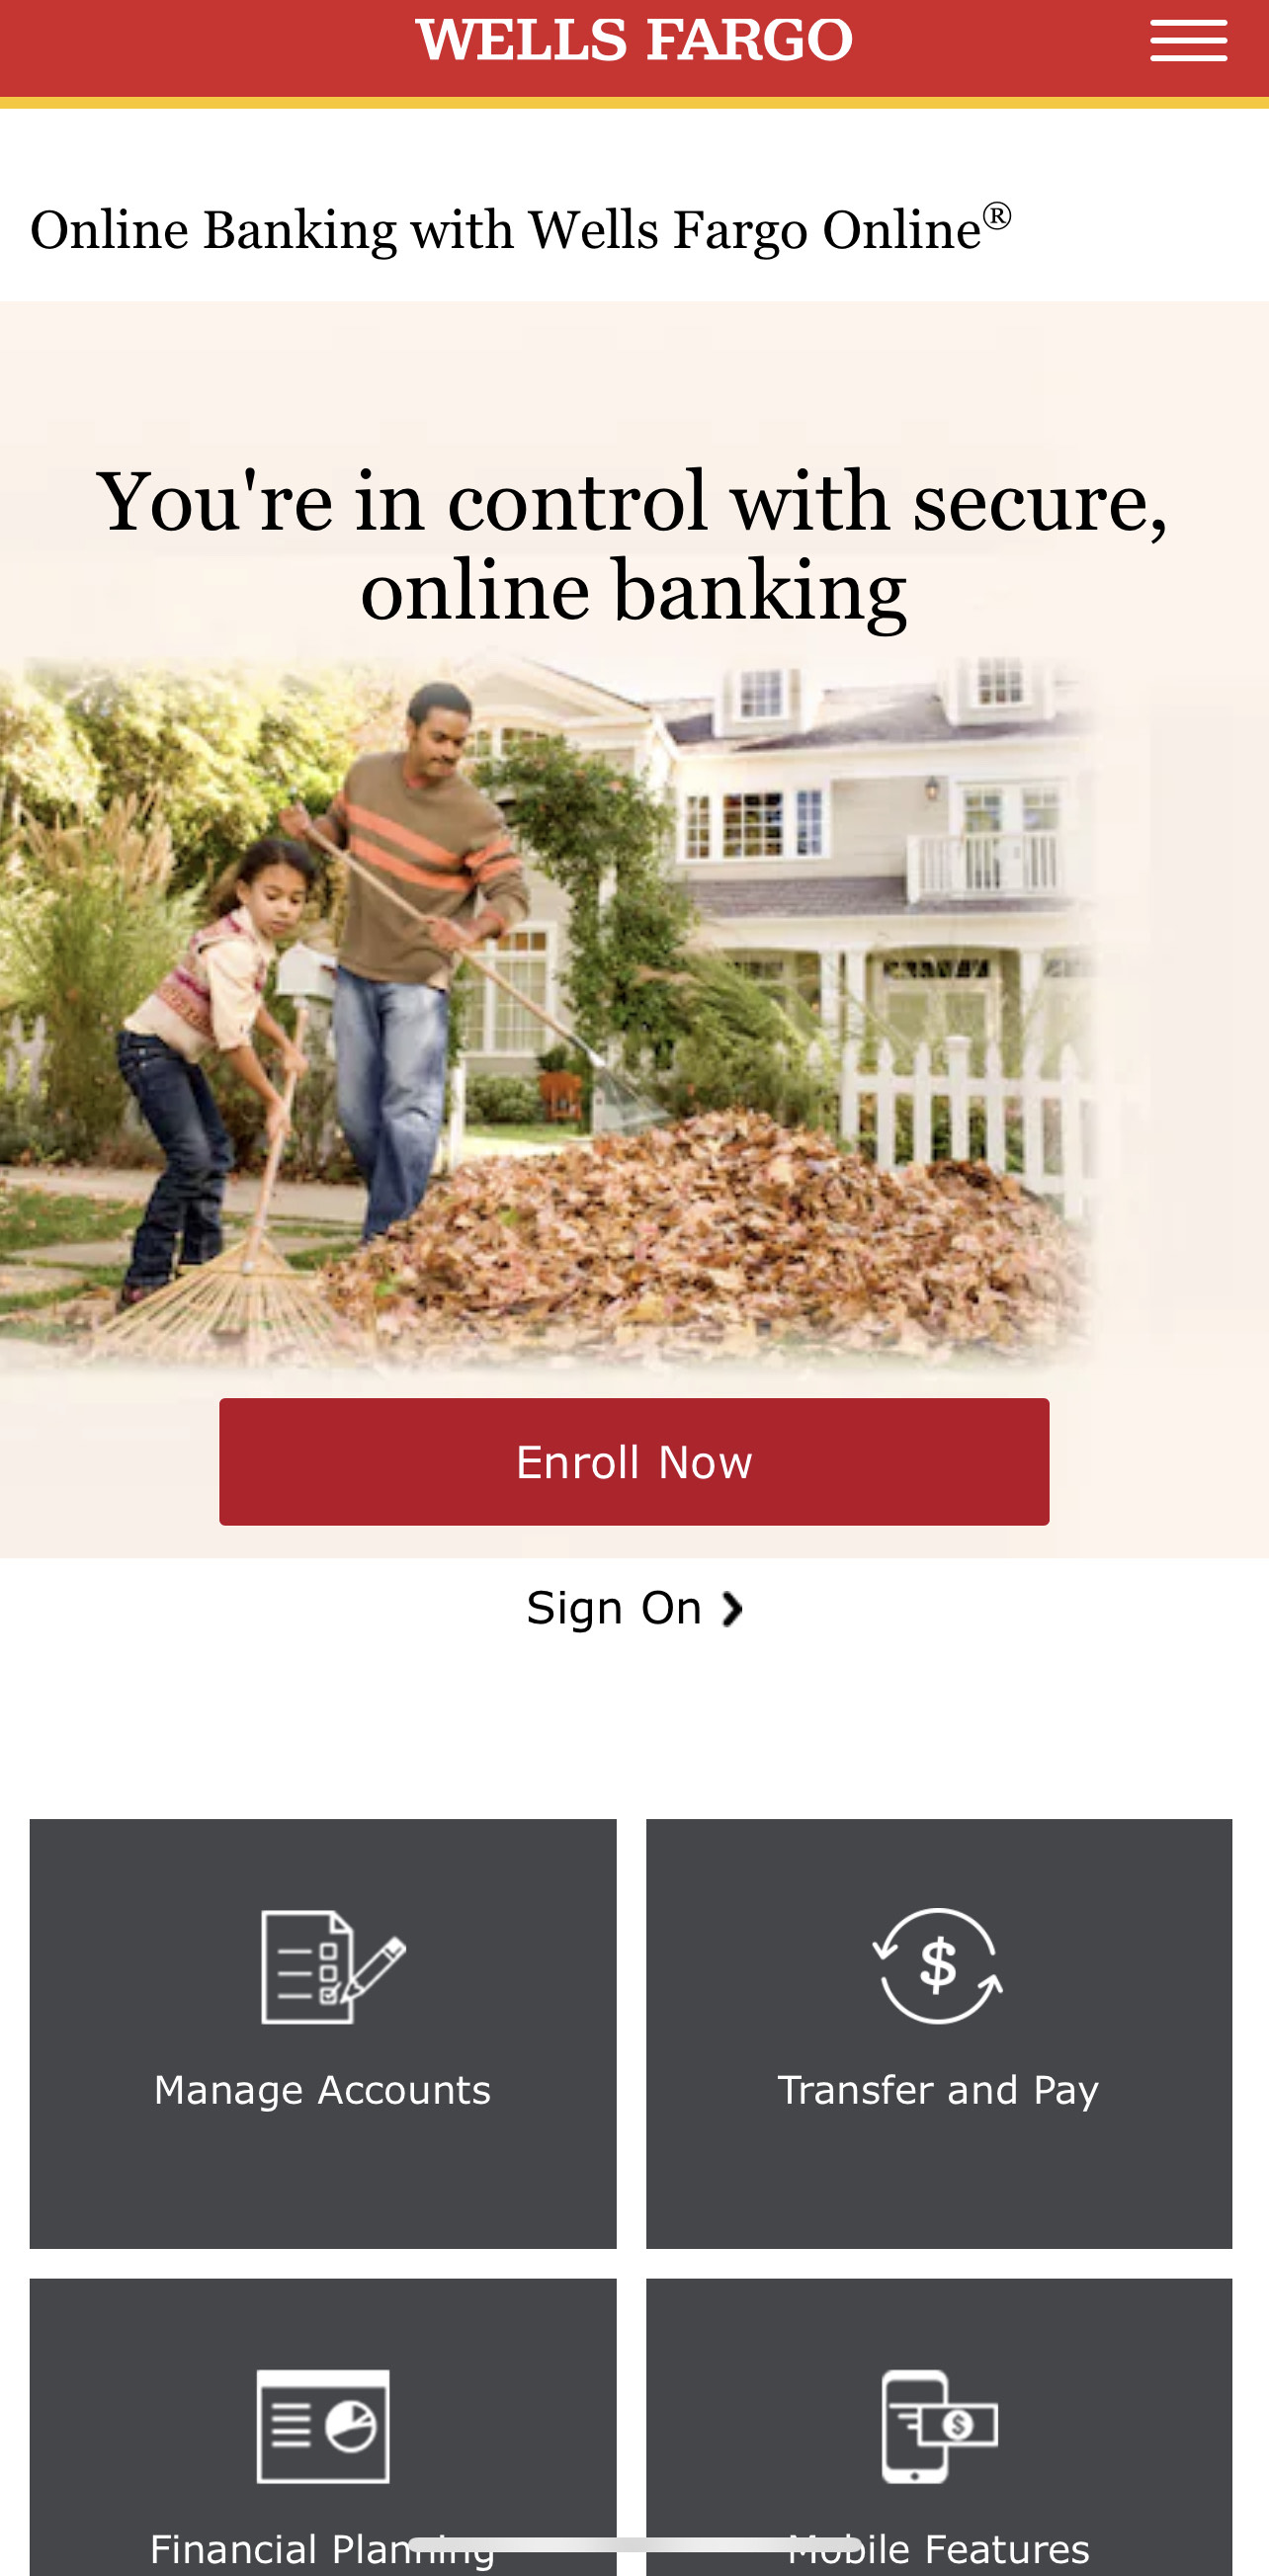 WELLS FARGO
Online Banking with Wells Fargo Online®
You're in control with secure,
online banking
Enroll Now
Sign On
$
Manage Accounts
Transfer and Pay
$
Financial Planning
Mobile Features